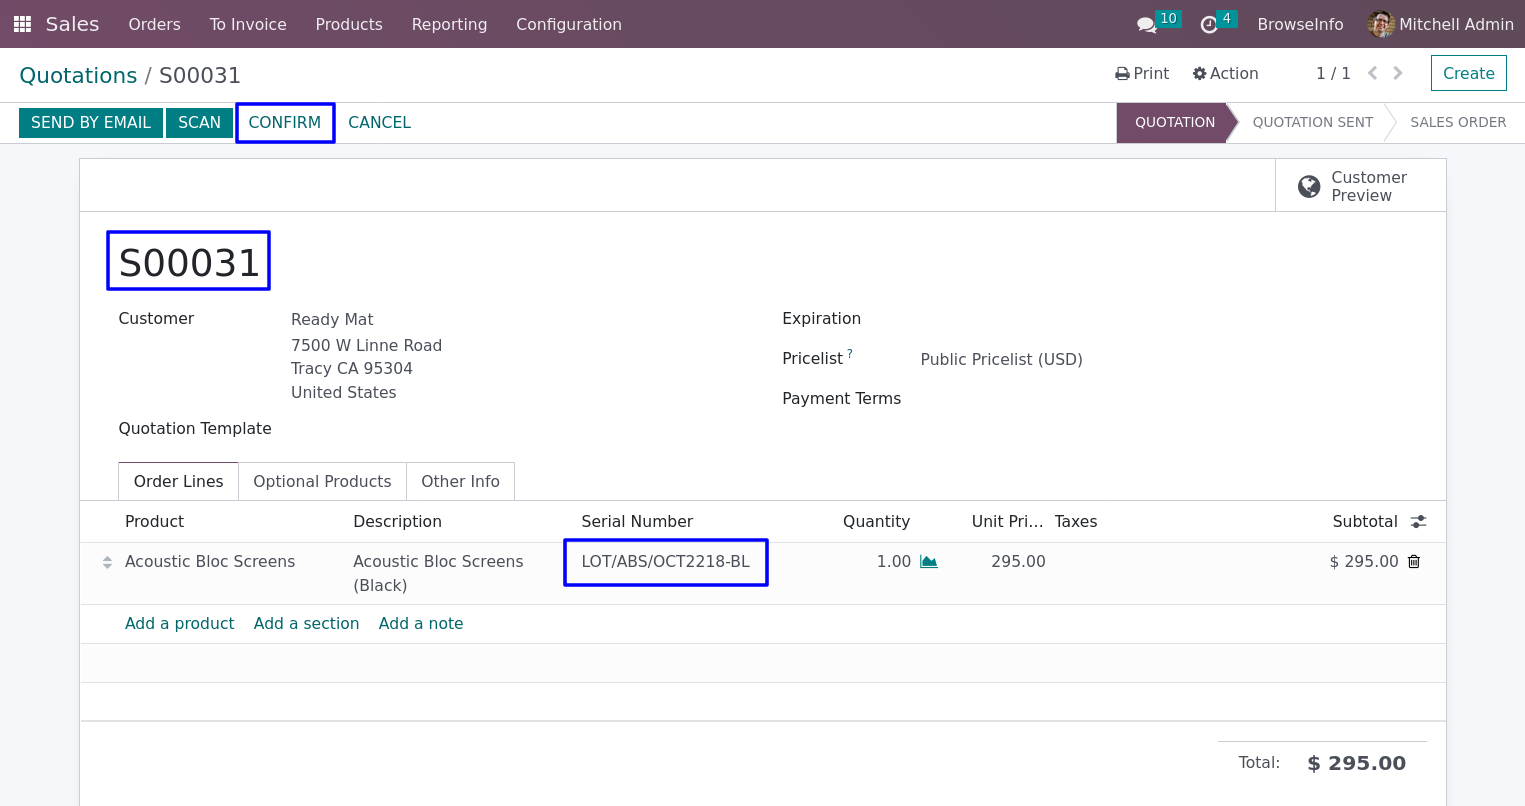 Sales Orders To Invoice Products Reporting Configuration 10 4 BrowseInfo Mitchell Admin
Quotations / S00031 Print Action 1 / 1 Create
SEND BY EMAIL SCAN CONFIRM CANCEL QUOTATION QUOTATION SENT SALES ORDER
Customer
Preview
S00031
Customer Ready Mat Expiration
7500 W Linne Road
Pricelist ? Public Pricelist (USD)
Tracy CA 95304
United States Payment Terms
Quotation Template
Order Lines Optional Products Other Info
Product Description Serial Number Quantity Unit Pri... Taxes Subtotal
Acoustic Bloc Screens Acoustic Bloc Screens LOT/ABS/OCT2218-BL 1.00 295.00 $ 295.00
(Black)
Add a product Add a section Add a note
Total: $ 295.00